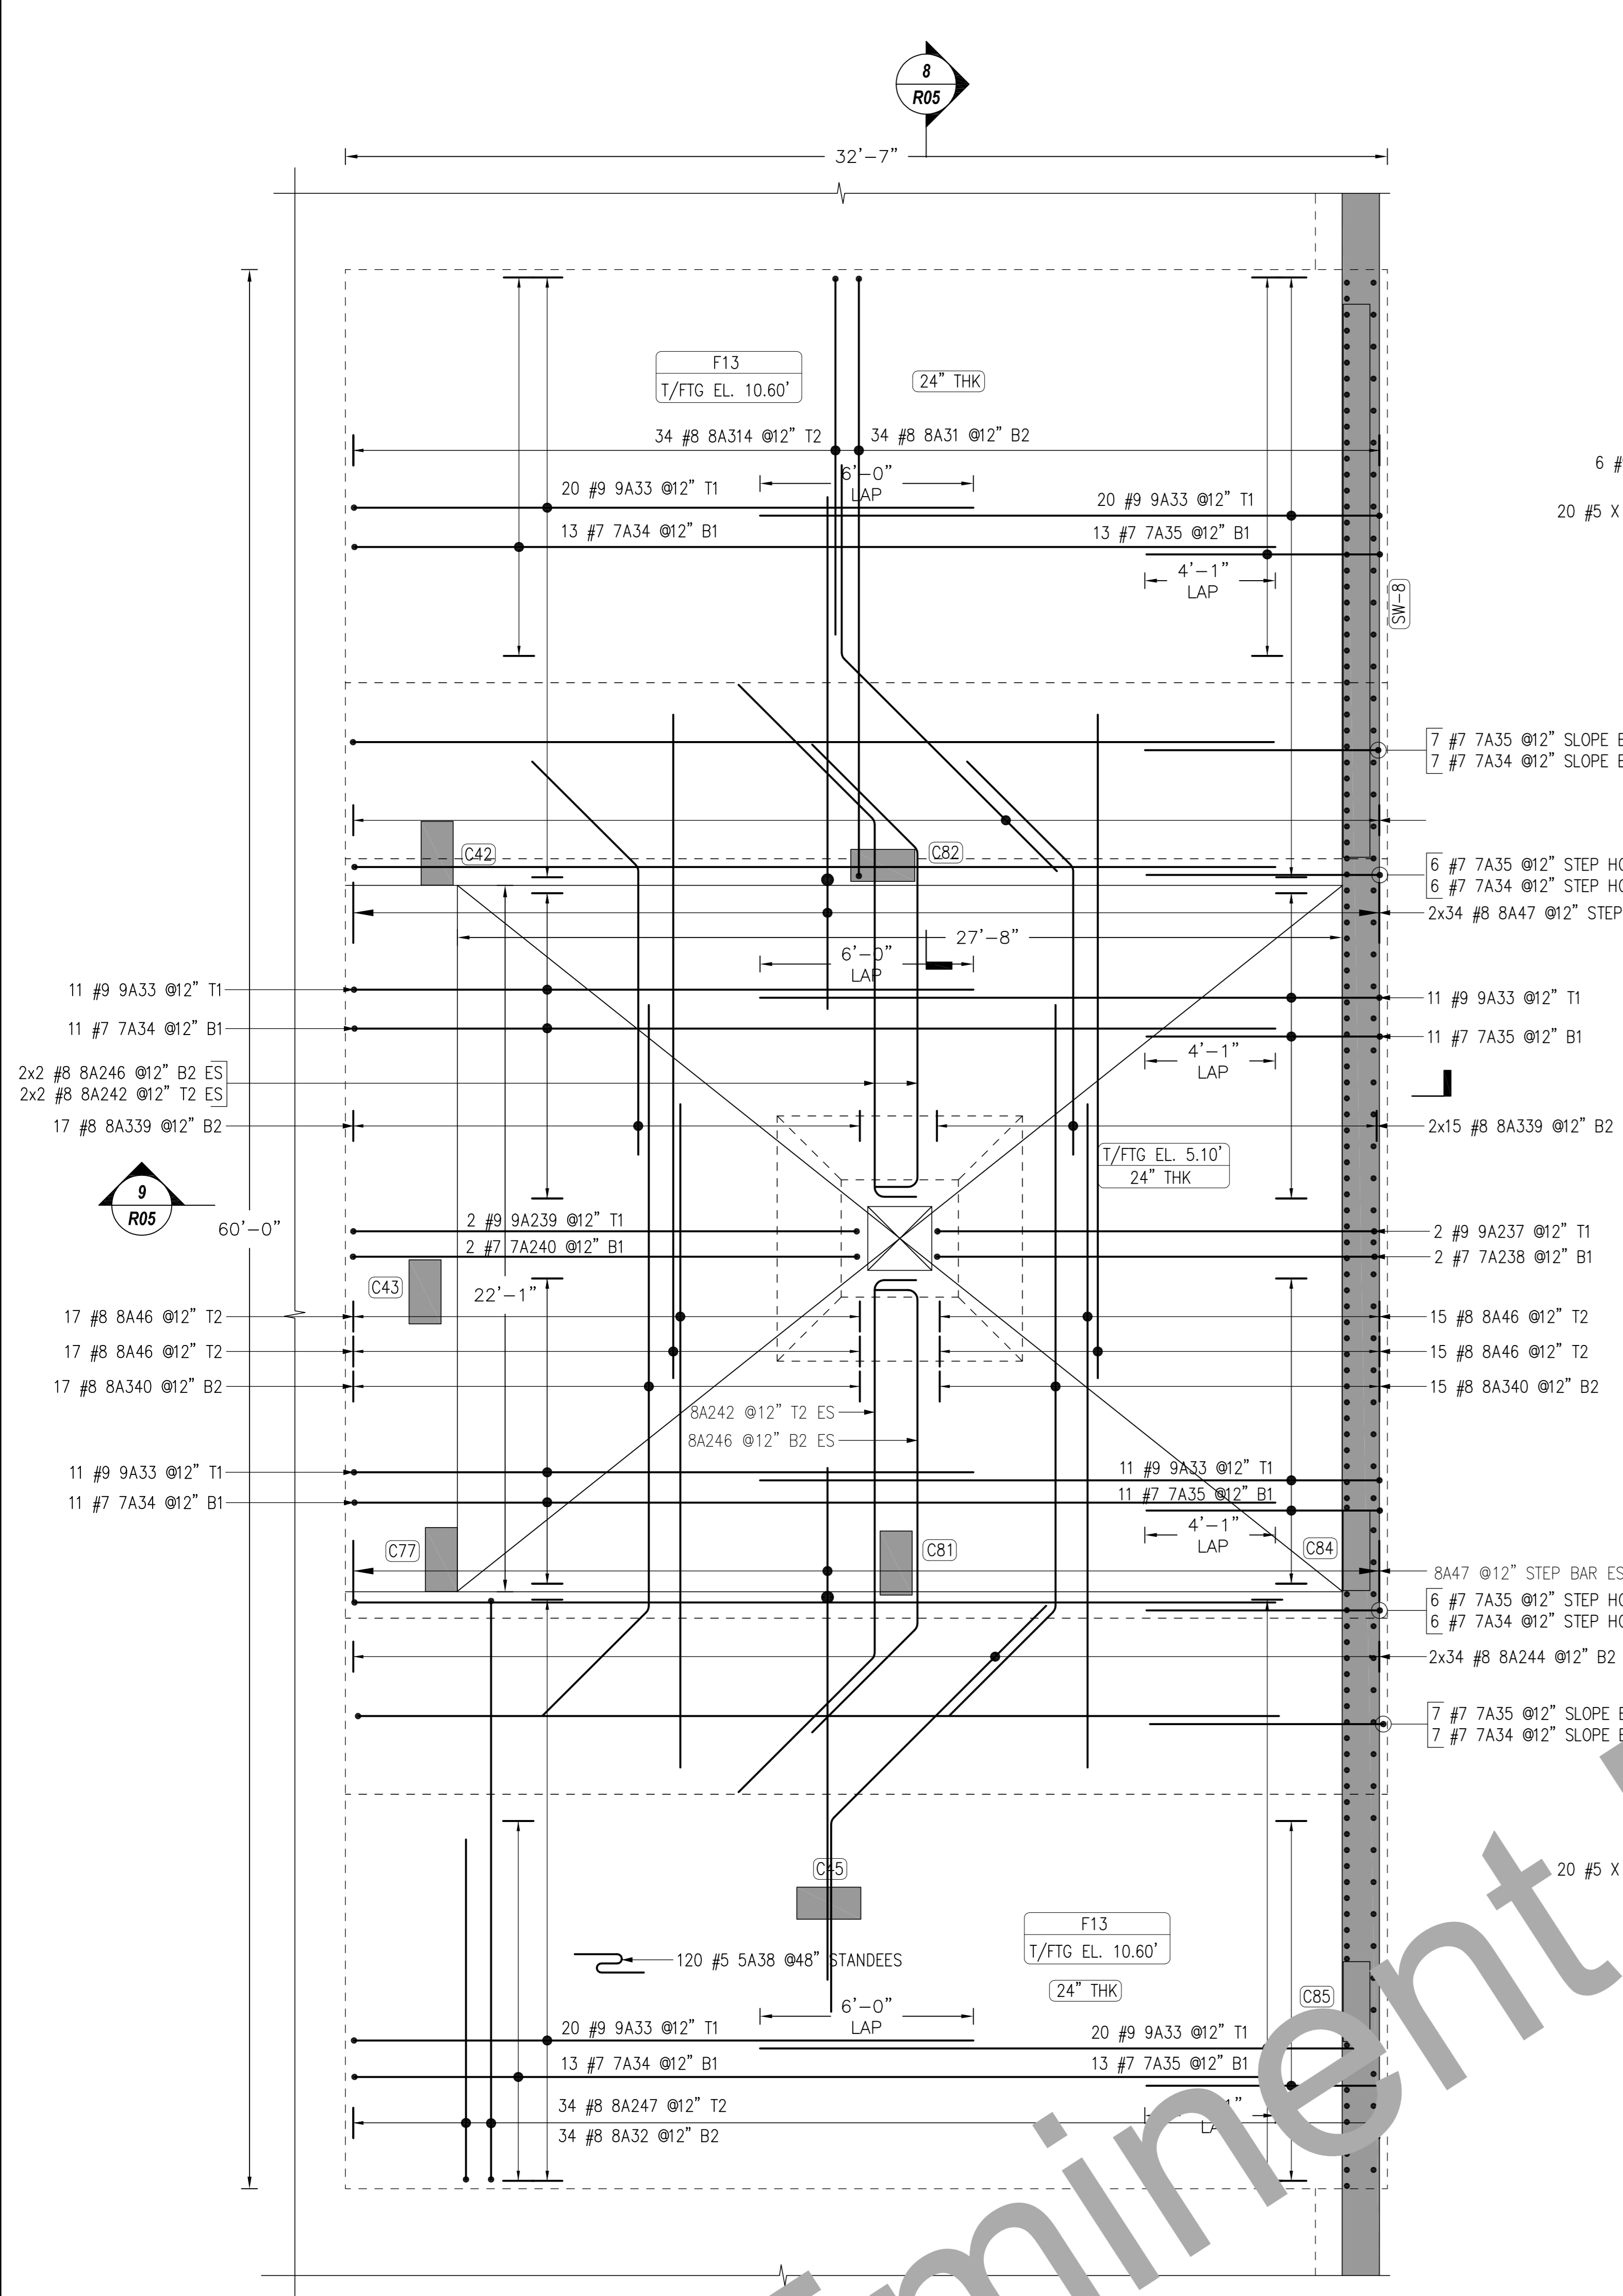 8
R05
32'-7"
F13
T/FTG EL. 10.60'
24" THK
34 #8 8A314 @12" T2
34 #8 8A31 @12" B2
6'-0"
LAP
20 #9 9A33 @12" T1
20 #9 9A33 @12" T1
13 #7 7A34 @12" B1
13 #7 7A35 @12" B1
4'-1"
LAP
6 #
20 #5 X
SW-8
7 #7 7A35 @12" SLOPE
7 #7 7A34 @12" SLOPE
C42
C82
6 #7 7A35 @12" STEP
6 #7 7A34 @12" STEP
2x34 #8 8A47 @12" STEP
27'-8"
6'-0"
LAP
11 #9 9A33 @12" T1
11 #9 9A33 @12" T1
11 #7 7A34 @12" B1
11 #7 7A35 @12" B1
4'-1"
LAP
2x2 #8 8A246 @12" B2 ES
2x2 #8 8A242 @12" T2 ES
17 #8 8A339 @12" B2
2x15 #8 8A339 @12" B2
T/FTG EL. 5.10'
24" THK
9
R05
60'-0"
2 #9 9A239 @12" T1
2 #9 9A237 @12" T1
2 #7 7A240 @12" B1
2 #7 7A238 @12" B1
C43
22'-1"
17 #8 8A46 @12" T2
15 #8 8A46 @12" T2
17 #8 8A46 @12" T2
15 #8 8A46 @12" T2
17 #8 8A340 @12" B2
15 #8 8A340 @12" B2
8A242 @12" T2 ES
8A246 @12" B2 ES
11 #9 9A33 @12" T1
11 #9 9A33 @12" T1
11 #7 7A34 @12" B1
11 #7 7A35 @12" B1
4'-1"
LAP
C77
C81
C84
8A47 @12" STEP BAR ES
6 #7 7A35 @12" STEP
6 #7 7A34 @12" STEP
2x34 #8 8A244 @12" B2
7 #7 7A35 @12" SLOPE
7 #7 7A34 @12" SLOPE
C45
20 #5 X
F13
T/FTG EL. 10.60'
120 #5 5A38 @48" STANDEES
24" THK
C85
6'-0"
LAP
20 #9 9A33 @12" T1
20 #9 9A33 @12" T1
13 #7 7A34 @12" B1
13 #7 7A35 @12" B1
34 #8 8A247 @12" T2
34 #8 8A32 @12" B2
minent